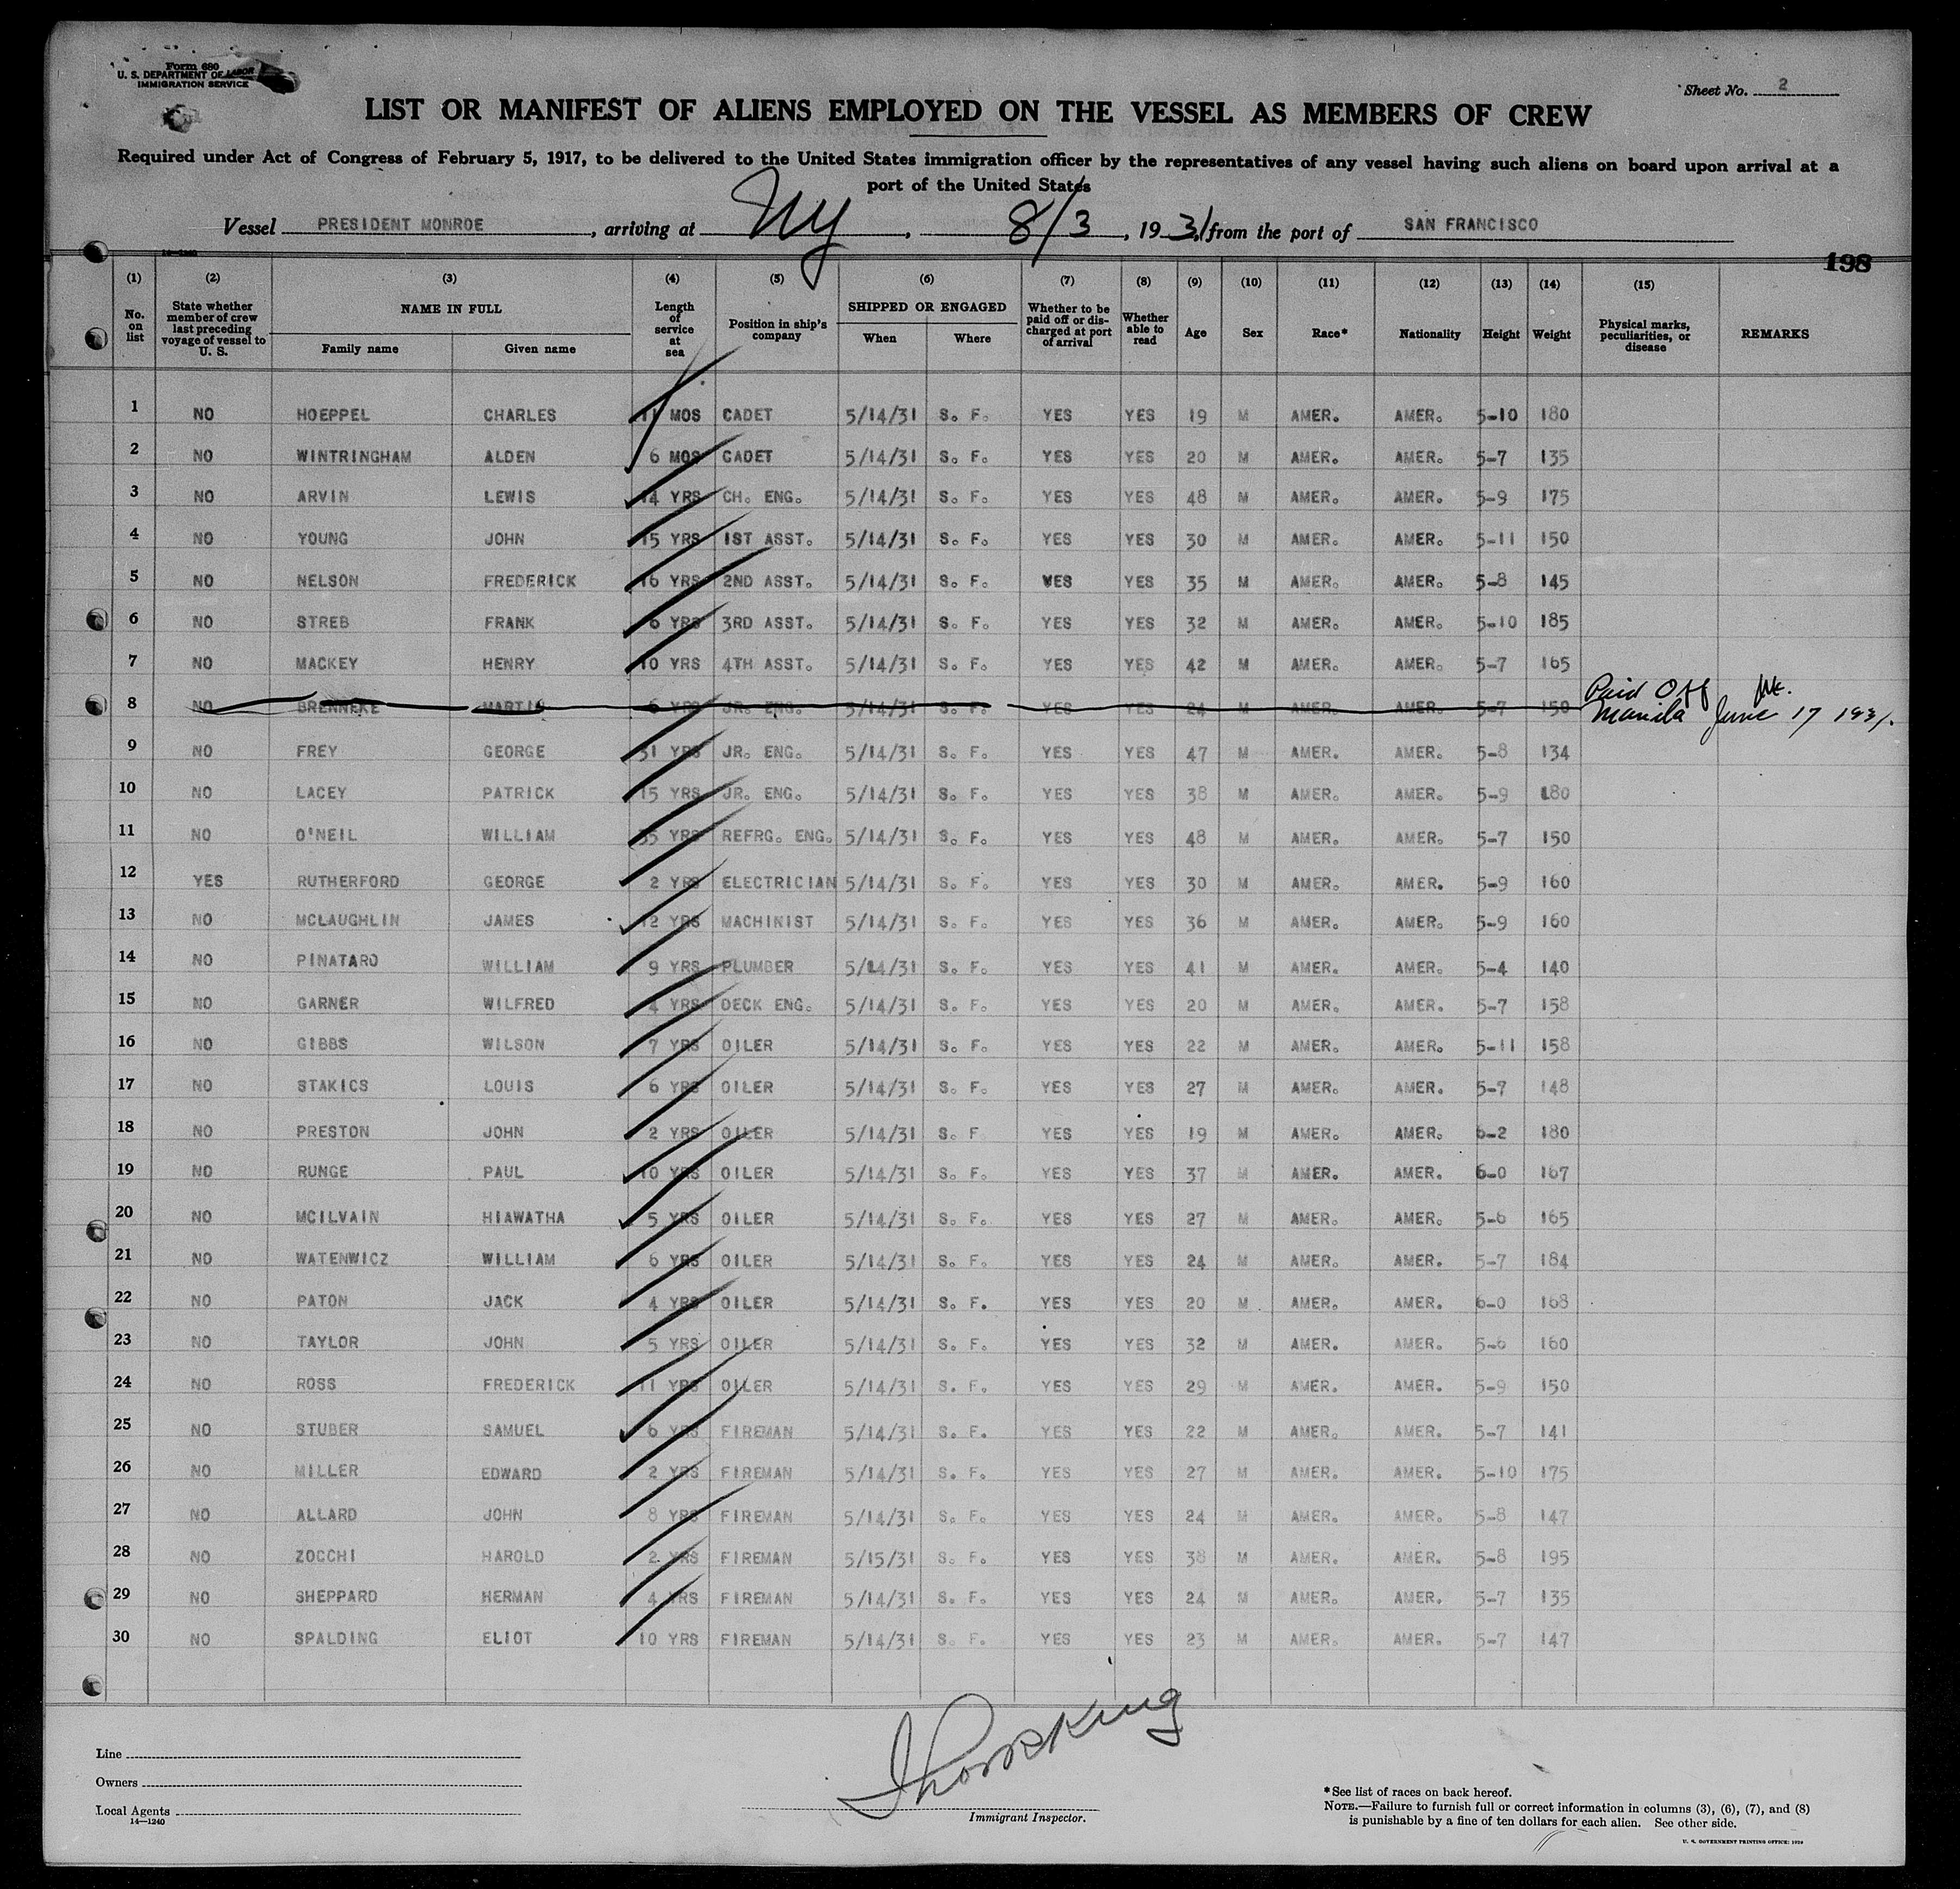 Form 680
U. S. DEPARTMENT OF LABOR
IMMIGRATION SERVICE
Sheet No. 2
LIST OR MANIFEST OF ALIENS EMPLOYED ON THE VESSEL AS MEMBERS OF CREW
Required under Act of Congress of February 5, 1917, to be delivered to the United States immigration officer by the representatives of any vessel having such aliens on board upon arrival at a
port of the United States
Vessel PRESIDENT MONROE, arriving at NY, 8/3, 1931, from the port of SAN FRANCISCO
198
(1) (2) (3) (4) (5) (6) (7) (8) (9) (10) (11) (12) (13) (14) (15)
No. on list State whether member of crew last preceding voyage of vessel to U. S. NAME IN FULL Family name Given name Length of service at sea Position in ship's company SHIPPED OR ENGAGED When Where Whether to be paid off or discharged at port of arrival Whether able to read Age Sex Race* Nationality Height Weight Physical marks, peculiarities, or disease REMARKS
1 NO HOEPPEL CHARLES 11 MOS CADET 5/14/31 S. F. YES YES 19 M AMER. AMER. 5-10 180
2 NO WINTRINGHAM ALDEN 6 MOS CADET 5/14/31 S. F. YES YES 20 M AMER. AMER. 5-7 135
3 NO ARVIN LEWIS 14 YRS CH. ENG. 5/14/31 S. F. YES YES 48 M AMER. AMER. 5-9 175
4 NO YOUNG JOHN 15 YRS 1ST ASST. 5/14/31 S. F. YES YES 30 M AMER. AMER. 5-11 150
5 NO NELSON FREDERICK 16 YRS 2ND ASST. 5/14/31 S. F. YES YES 35 M AMER. AMER. 5-8 145
6 NO STREB FRANK 6 YRS 3RD ASST. 5/14/31 S. F. YES YES 32 M AMER. AMER. 5-10 185
7 NO MACKEY HENRY 10 YRS 4TH ASST. 5/14/31 S. F. YES YES 42 M AMER. AMER. 5-7 165
8 NO BRENNEKE MARTIN 6 YRS JR. ENG. 5/14/31 S. F. YES YES 24 M AMER. AMER. 5-7 150 Paid Off Manila June 17 1931.
9 NO FREY GEORGE 31 YRS JR. ENG. 5/14/31 S. F. YES YES 47 M AMER. AMER. 5-8 134
10 NO LACEY PATRICK 15 YRS JR. ENG. 5/14/31 S. F. YES YES 38 M AMER. AMER. 5-9 180
11 NO O'NEIL WILLIAM 35 YRS REFRG. ENG. 5/14/31 S. F. YES YES 48 M AMER. AMER. 5-7 150
12 YES RUTHERFORD GEORGE 2 YRS ELECTRICIAN 5/14/31 S. F. YES YES 30 M AMER. AMER. 5-9 160
13 NO MCLAUGHLIN JAMES 12 YRS MACHINIST 5/14/31 S. F. YES YES 36 M AMER. AMER. 5-9 160
14 NO PINATARO WILLIAM 9 YRS PLUMBER 5/14/31 S. F. YES YES 41 M AMER. AMER. 5-4 140
15 NO GARNER WILFRED 4 YRS DECK ENG. 5/14/31 S. F. YES YES 20 M AMER. AMER. 5-7 158
16 NO GIBBS WILSON 7 YRS OILER 5/14/31 S. F. YES YES 22 M AMER. AMER. 5-11 158
17 NO STAKICS LOUIS 6 YRS OILER 5/14/31 S. F. YES YES 27 M AMER. AMER. 5-7 148
18 NO PRESTON JOHN 2 YRS OILER 5/14/31 S. F YES YES 19 M AMER. AMER. 6-2 180
19 NO RUNGE PAUL 10 YRS OILER 5/14/31 S. F. YES YES 37 M AMER. AMER. 6-0 167
20 NO MCILVAIN HIAWATHA 5 YRS OILER 5/14/31 S. F. YES YES 27 M AMER. AMER. 5-6 165
21 NO WATENWICZ WILLIAM 6 YRS OILER 5/14/31 S. F. YES YES 24 M AMER. AMER. 5-7 184
22 NO PATON JACK 4 YRS OILER 5/14/31 S. F. YES YES 20 M AMER. AMER. 6-0 168
23 NO TAYLOR JOHN 5 YRS OILER 5/14/31 S. F. YES YES 32 M AMER. AMER. 5-6 160
24 NO ROSS FREDERICK 11 YRS OILER 5/14/31 S. F. YES YES 29 M AMER. AMER. 5-9 150
25 NO STUBER SAMUEL 6 YRS FIREMAN 5/14/31 S. F. YES YES 22 M AMER. AMER. 5-7 141
26 NO MILLER EDWARD 2 YRS FIREMAN 5/14/31 S. F. YES YES 27 M AMER. AMER. 5-10 175
27 NO ALLARD JOHN 8 YRS FIREMAN 5/14/31 S. F. YES YES 24 M AMER. AMER. 5-8 147
28 NO ZOCCHI HAROLD 2 YRS FIREMAN 5/15/31 S. F. YES YES 38 M AMER. AMER. 5-8 195
29 NO SHEPPARD HERMAN 4 YRS FIREMAN 5/14/31 S. F. YES YES 24 M AMER. AMER. 5-7 135
30 NO SPALDING ELIOT 10 YRS FIREMAN 5/14/31 S. F. YES YES 23 M AMER. AMER. 5-7 147
Line
Owners
Local Agents
14—1240
Immigrant Inspector.
*See list of races on back hereof.
NOTE.—Failure to furnish full or correct information in columns (3), (6), (7), and (8)
is punishable by a fine of ten dollars for each alien. See other side.
U. S. GOVERNMENT PRINTING OFFICE: 1929